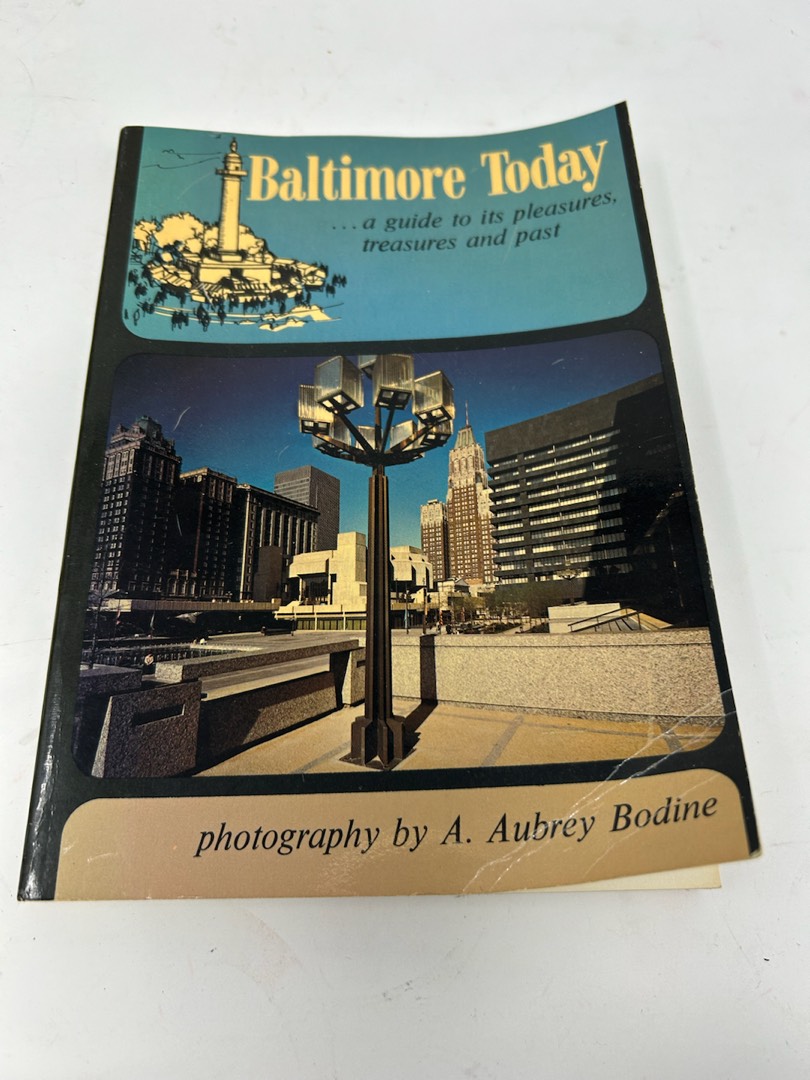 Baltimore Today
...a guide to its pleasures,
treasures and past
photography by A. Aubrey Bodine